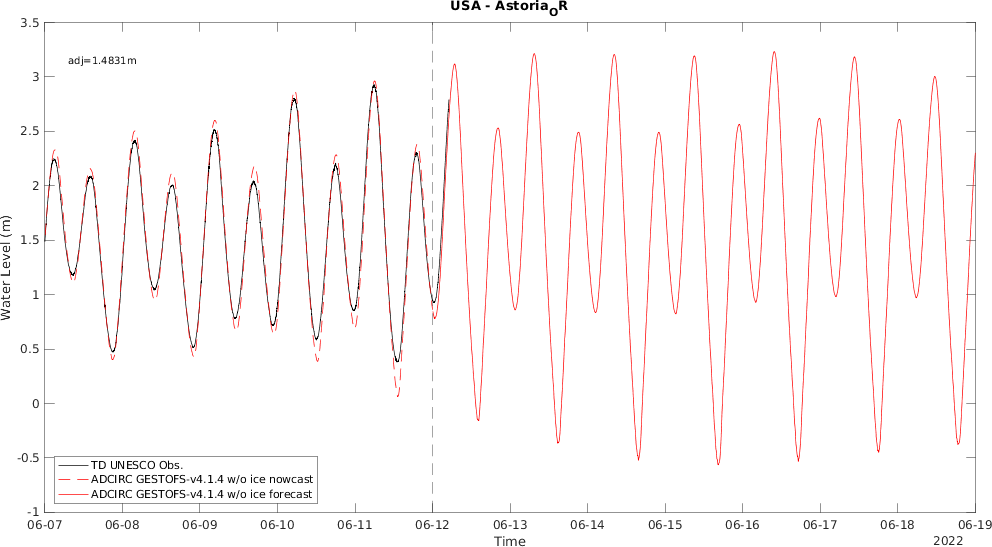 USA - AstoriaOR
adj=1.4831m
3.5
3
2.5
2
1.5
1
0.5
0
-0.5
-1
Water Level (m)
TD UNESCO Obs.
ADCIRC GESTOFS-v4.1.4 w/o ice nowcast
ADCIRC GESTOFS-v4.1.4 w/o ice forecast
06-07 06-08 06-09 06-10 06-11 06-12 06-13 06-14 06-15 06-16 06-17 06-18 06-19
Time
2022